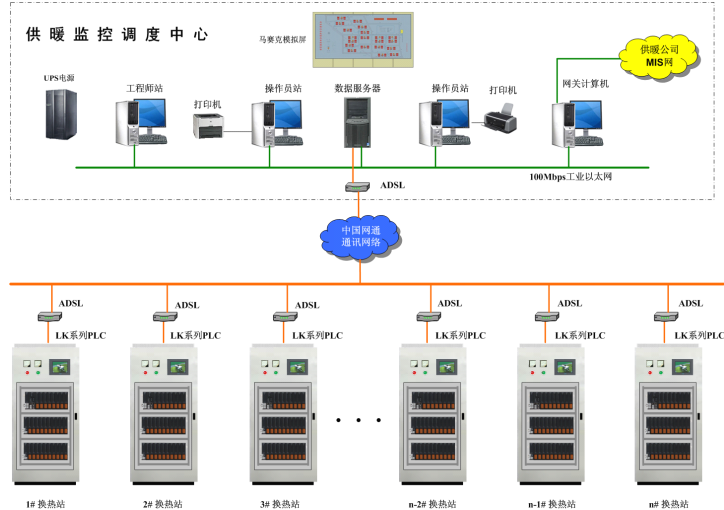 供暖监控调度中心
马赛克模拟屏
供暖公司
MIS网
UPS电源
工程师站
打印机
操作员站
数据服务器
操作员站
打印机
网关计算机
100Mbps工业以太网
ADSL
中国网通
通讯网络
ADSL
ADSL
ADSL
ADSL
ADSL
ADSL
LK系列PLC
LK系列PLC
LK系列PLC
LK系列PLC
LK系列PLC
LK系列PLC
1# 换热站
2# 换热站
3# 换热站
n-2# 换热站
n-1# 换热站
n# 换热站